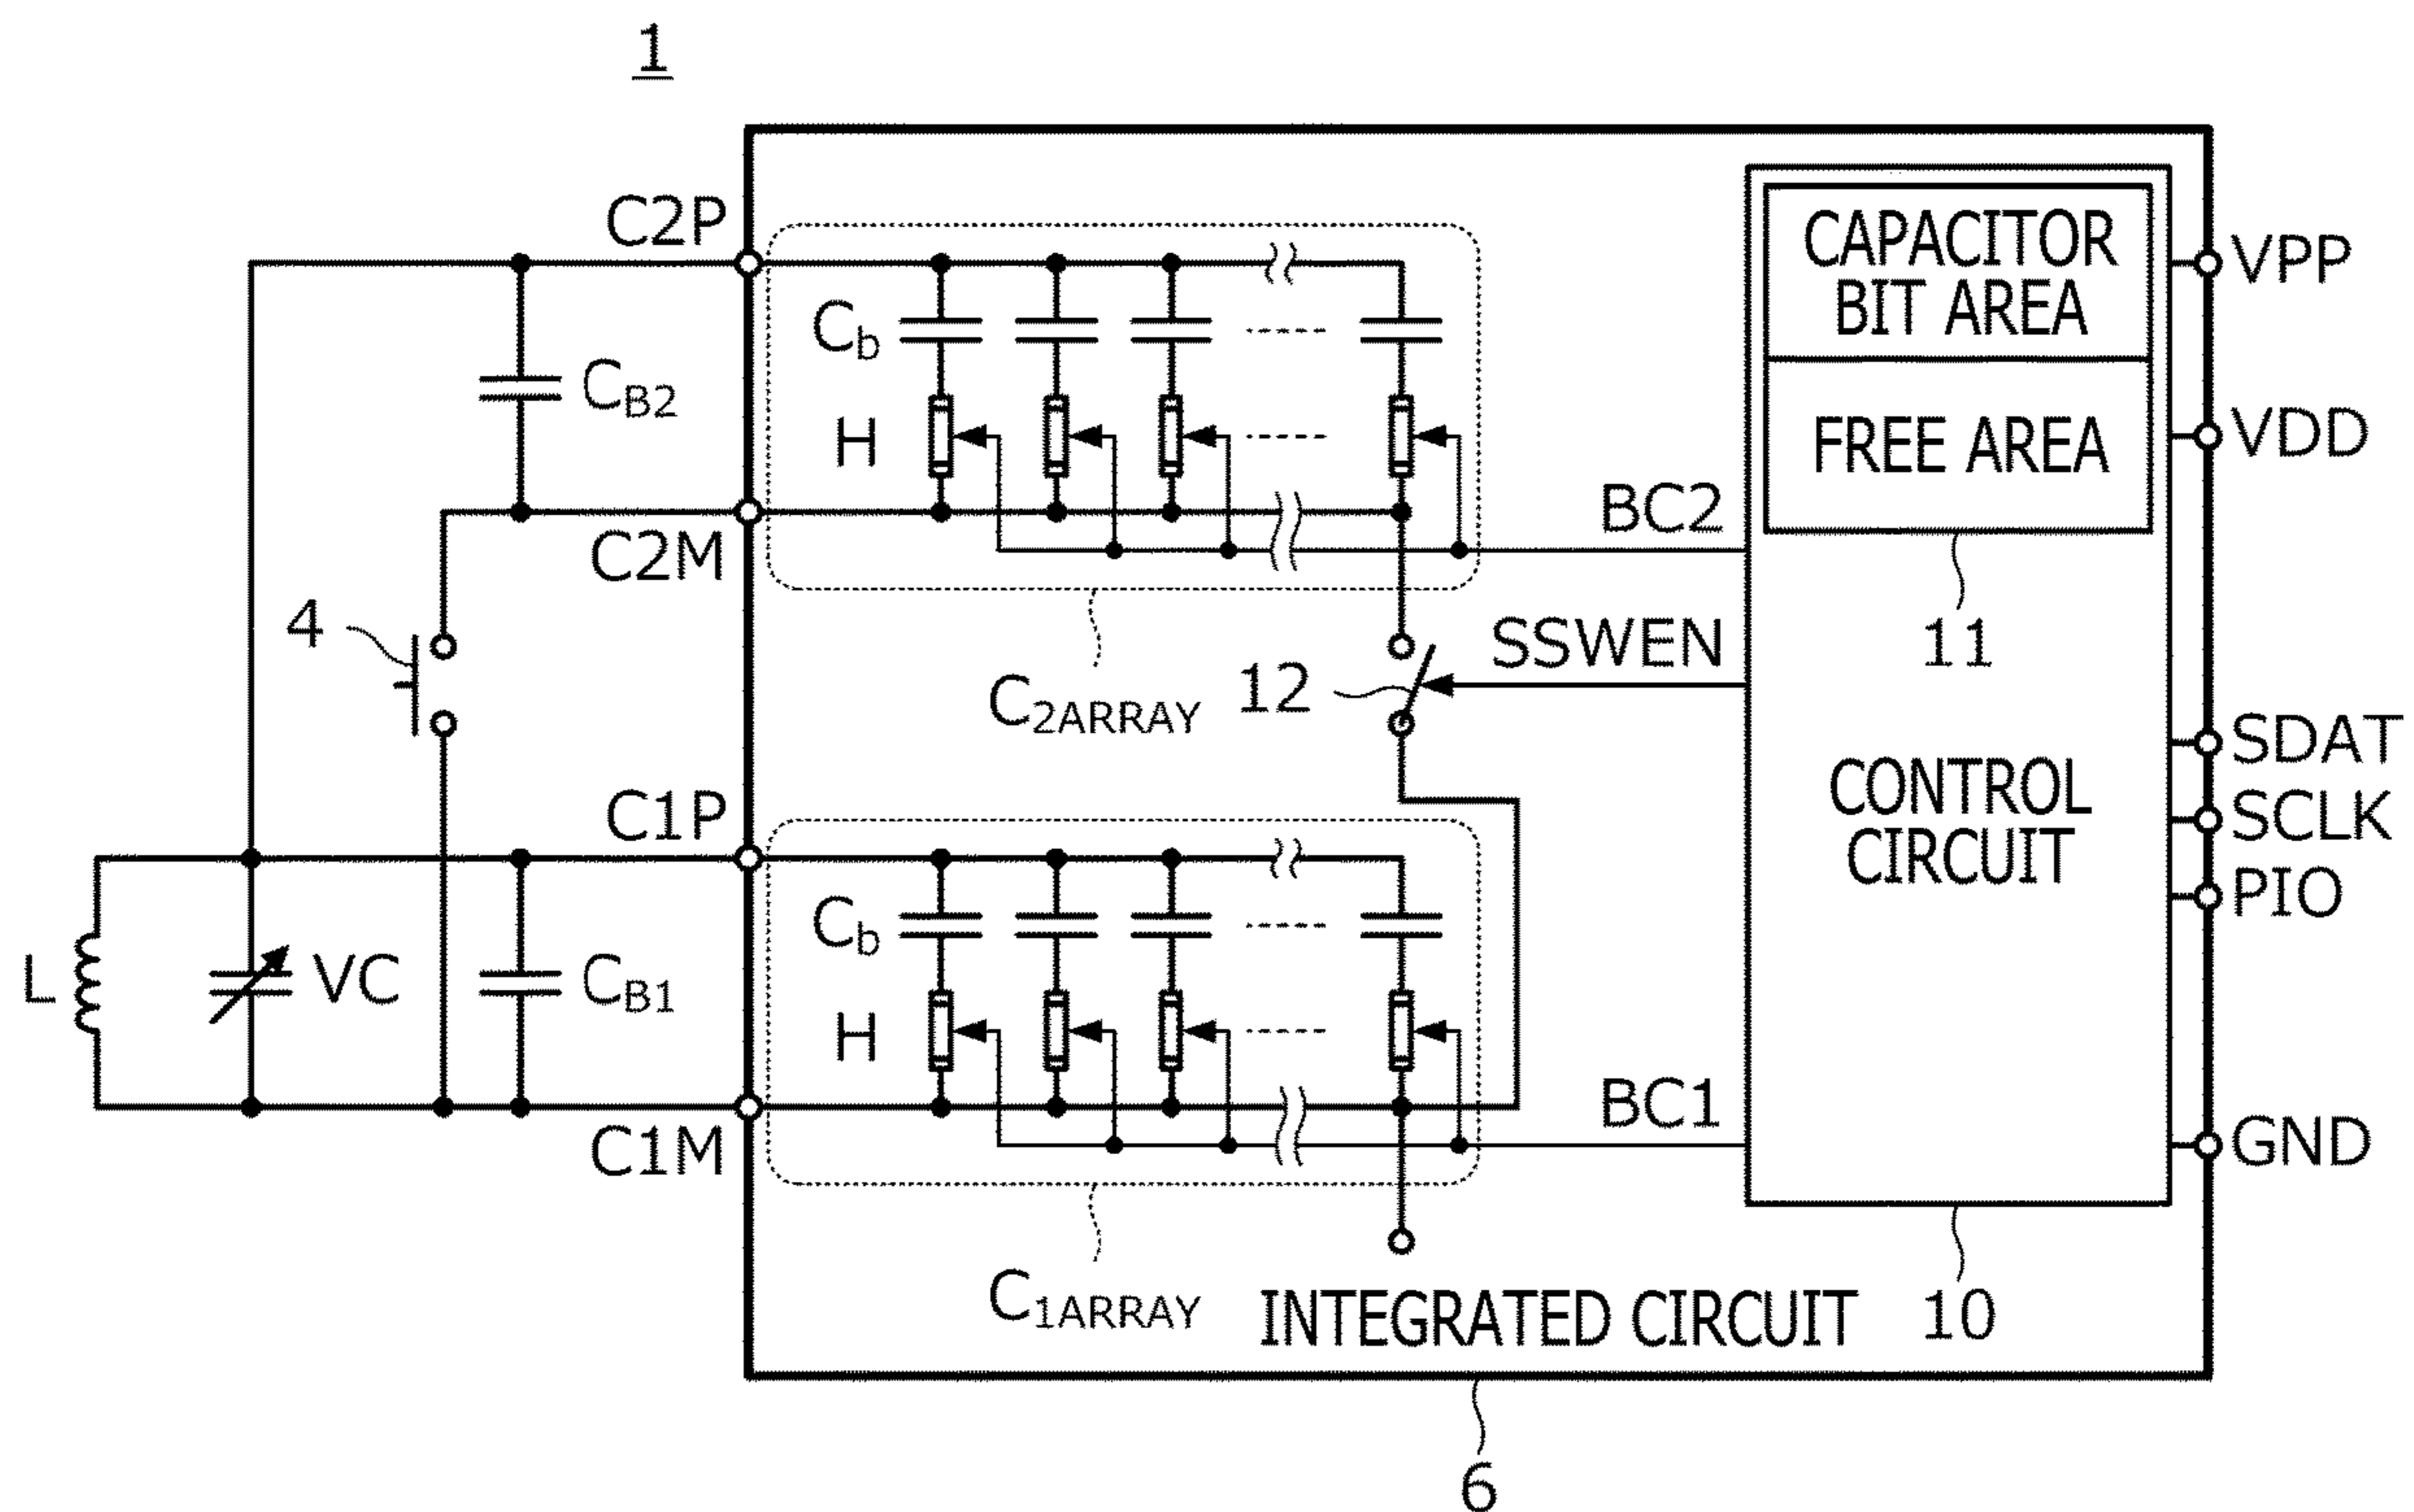 1
C2P
CAPACITOR
BIT AREA
VPP
Cb
CB2
H
FREE AREA
VDD
BC2
C2M
4
SSWEN
11
12
C2ARRAY
SDAT
C1P
CONTROL
CIRCUIT
SCLK
PIO
Cb
L
VC
CB1
H
BC1
C1M
GND
C1ARRAY
INTEGRATED CIRCUIT
10
6